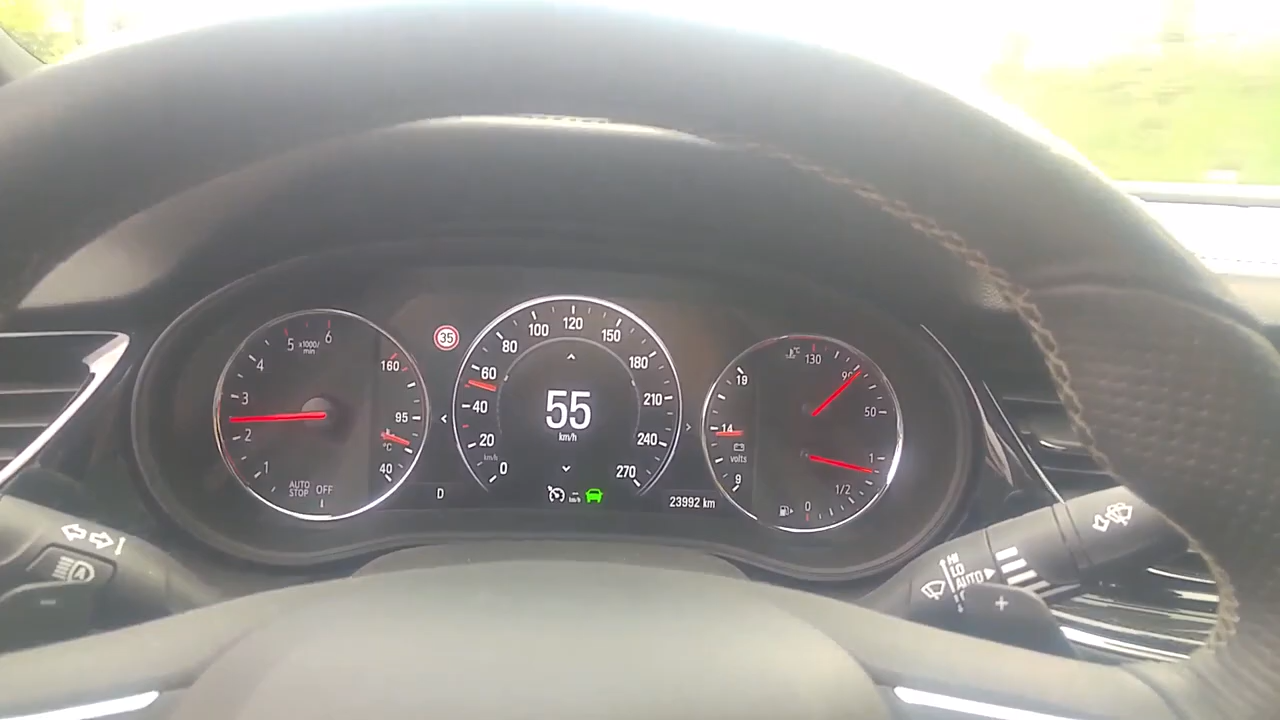 6
5 x1000/
min
4
3
2
1
AUTO
STOP OFF
160
95
°C
40
35
D
120
100
150
80
180
60
210
40
240
20
270
0
km/h
55
km/h
23992 km
19
14
volts
9
°C
130
90
50
1
1/2
0
A
HI
LO
AUTO
+